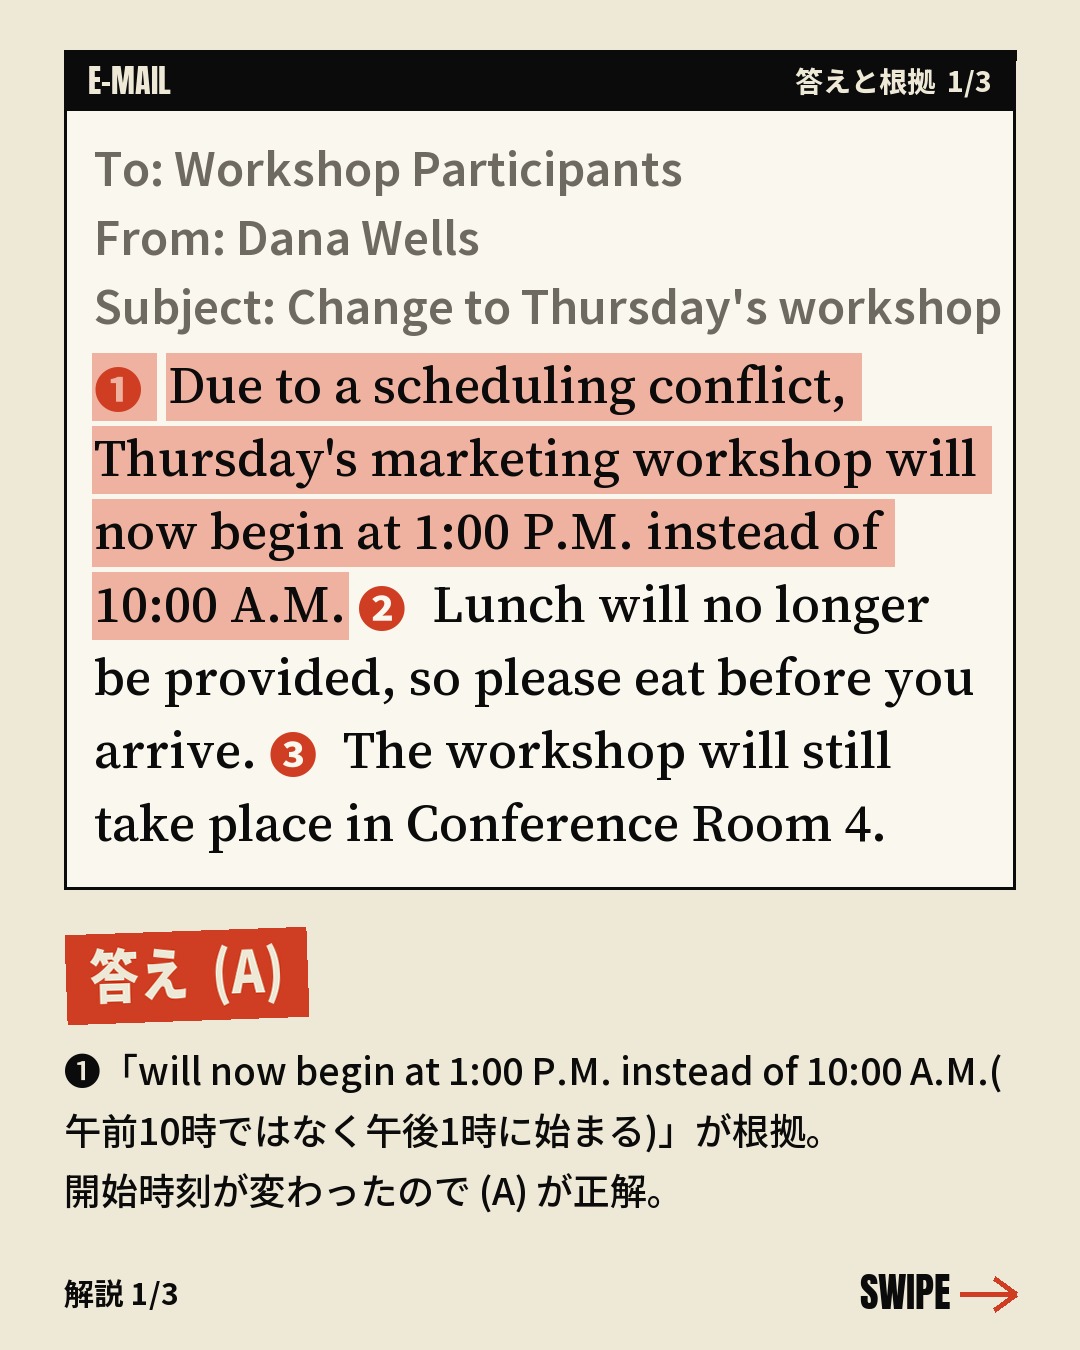 E-MAIL
答えと根拠 1/3
To: Workshop Participants
From: Dana Wells
Subject: Change to Thursday's workshop
❶ Due to a scheduling conflict,
Thursday's marketing workshop will
now begin at 1:00 P.M. instead of
10:00 A.M. ❷ Lunch will no longer
be provided, so please eat before you
arrive. ❸ The workshop will still
take place in Conference Room 4.
答え (A)
❶「will now begin at 1:00 P.M. instead of 10:00 A.M.(
午前10時ではなく午後1時に始まる)」が根拠。
開始時刻が変わったので (A) が正解。
解説 1/3
SWIPE →